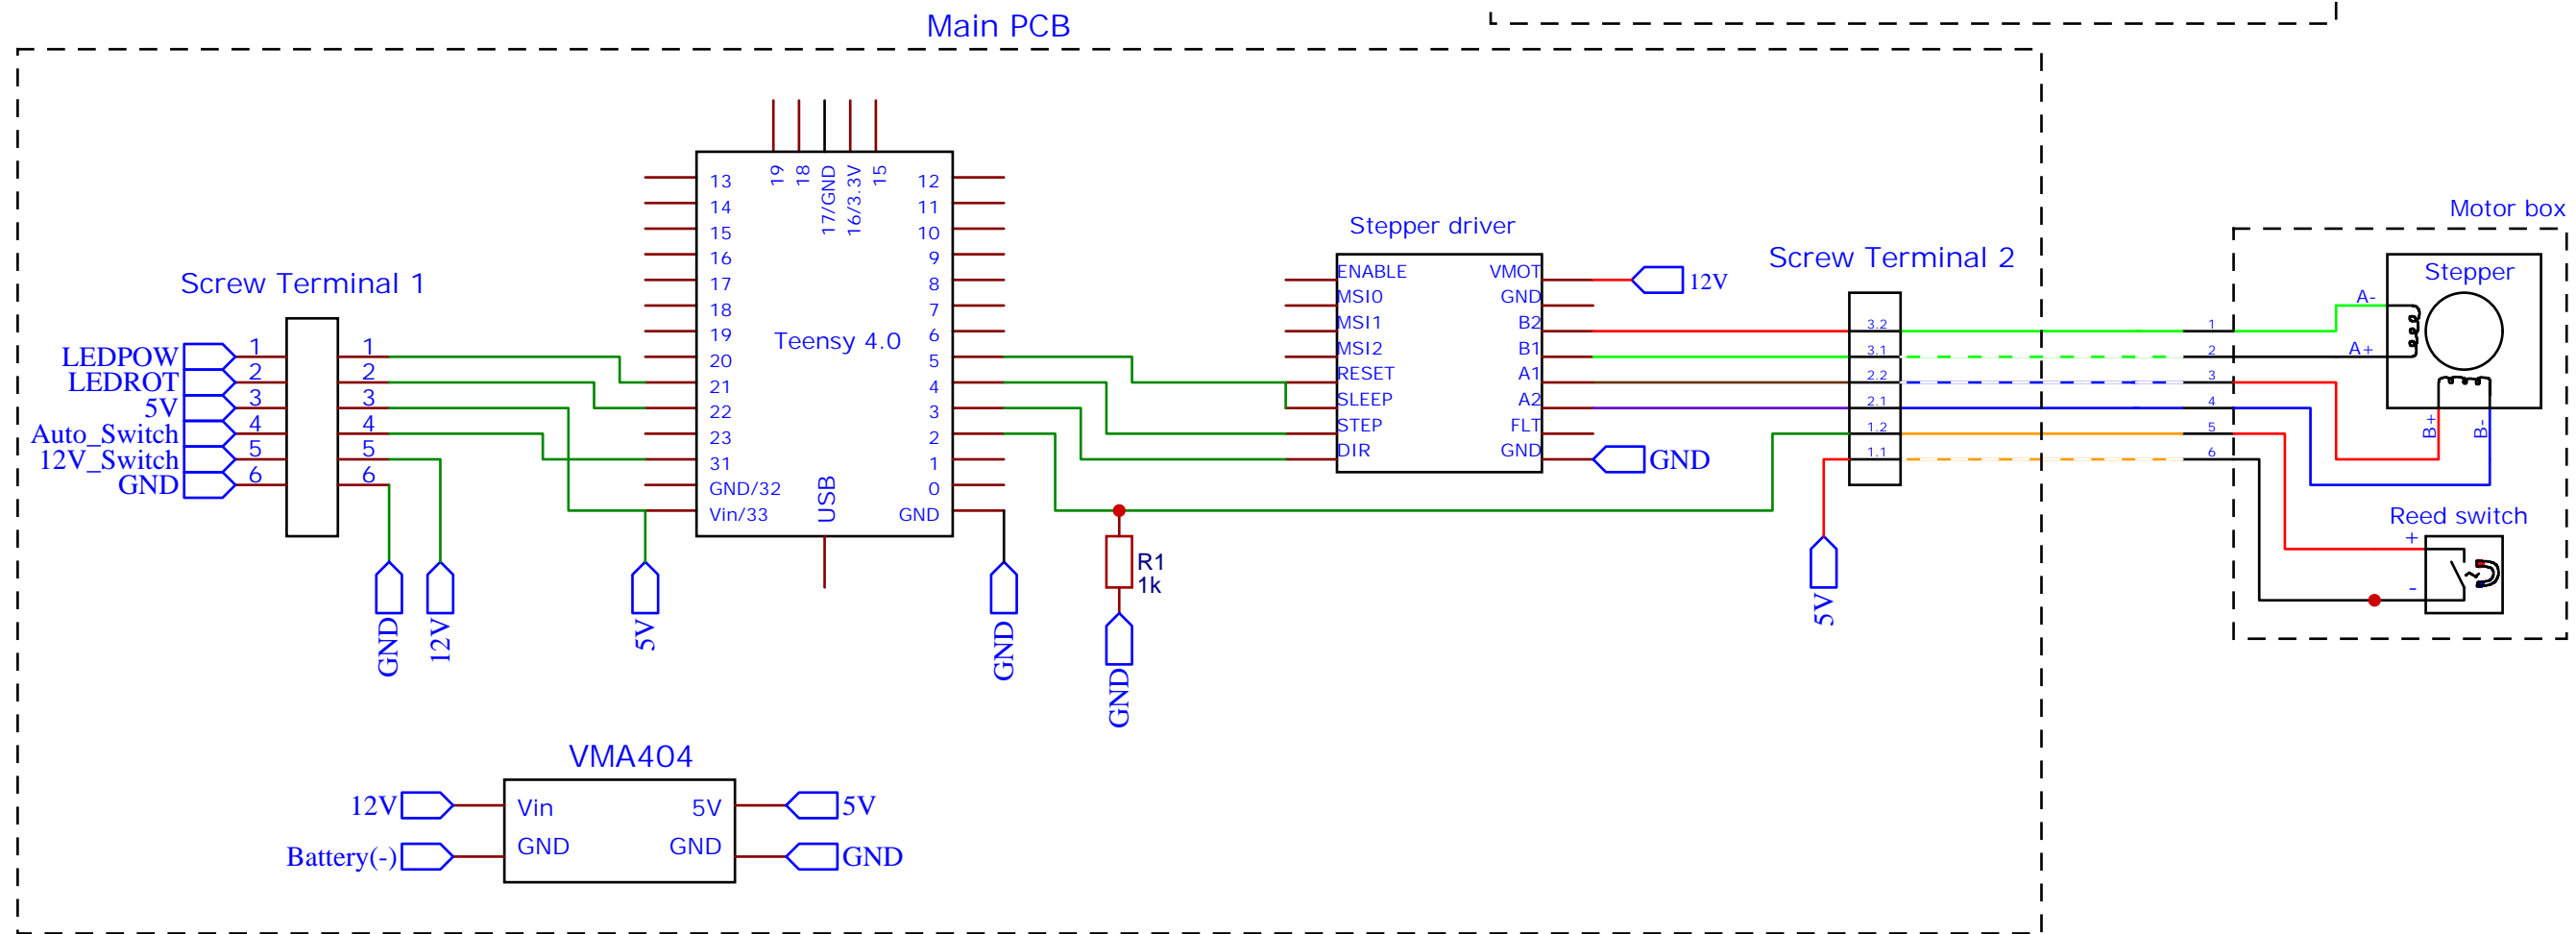 Main PCB
Screw Terminal 1
LEDPOW
LEDROT
5V
Auto_Switch
12V_Switch
GND
1
2
3
4
5
6
1
2
3
4
5
6
GND
12V
5V
13
14
15
16
17
18
19
20
21
22
23
31
GND/32
Vin/33
19
18
17/GND
16/3.3V
15
Teensy 4.0
USB
12
11
10
9
8
7
6
5
4
3
2
1
0
GND
GND
R1
1k
GND
Stepper driver
ENABLE
MSI0
MSI1
MSI2
RESET
SLEEP
STEP
DIR
VMOT
GND
B2
B1
A1
A2
FLT
GND
12V
GND
Screw Terminal 2
3.2
3.1
2.2
2.1
1.2
1.1
5V
1
2
3
4
5
6
Motor box
Stepper
A-
A+
B+
B-
Reed switch
+
-
VMA404
12V
Battery(-)
Vin
GND
5V
GND
5V
GND